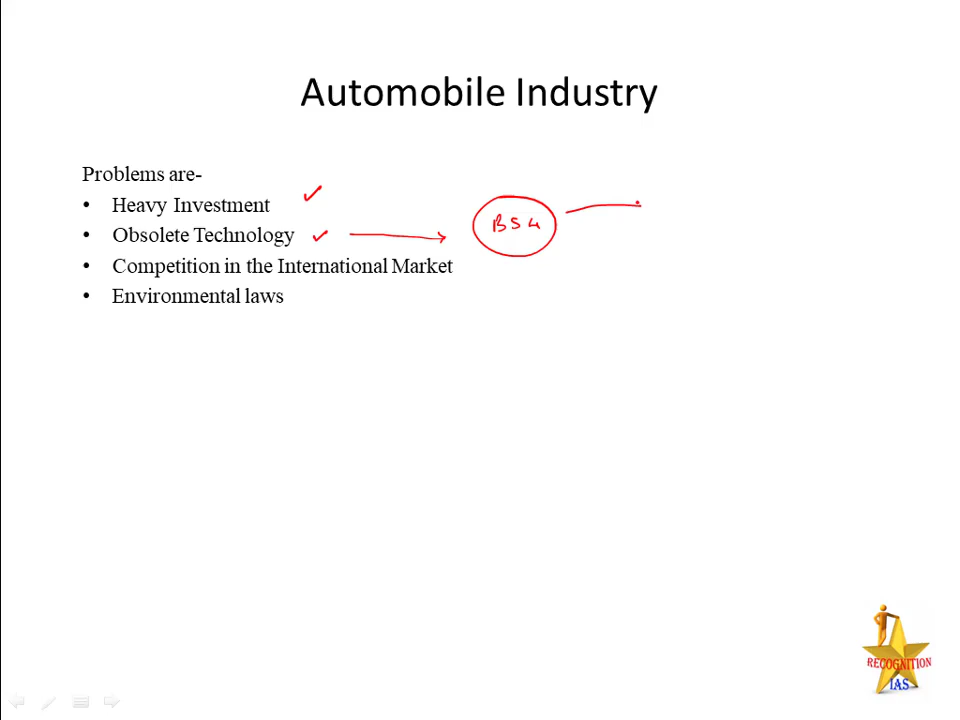 Automobile Industry
Problems are-
• Heavy Investment
• Obsolete Technology
BS4
• Competition in the International Market
• Environmental laws
RECOGNITION
IAS